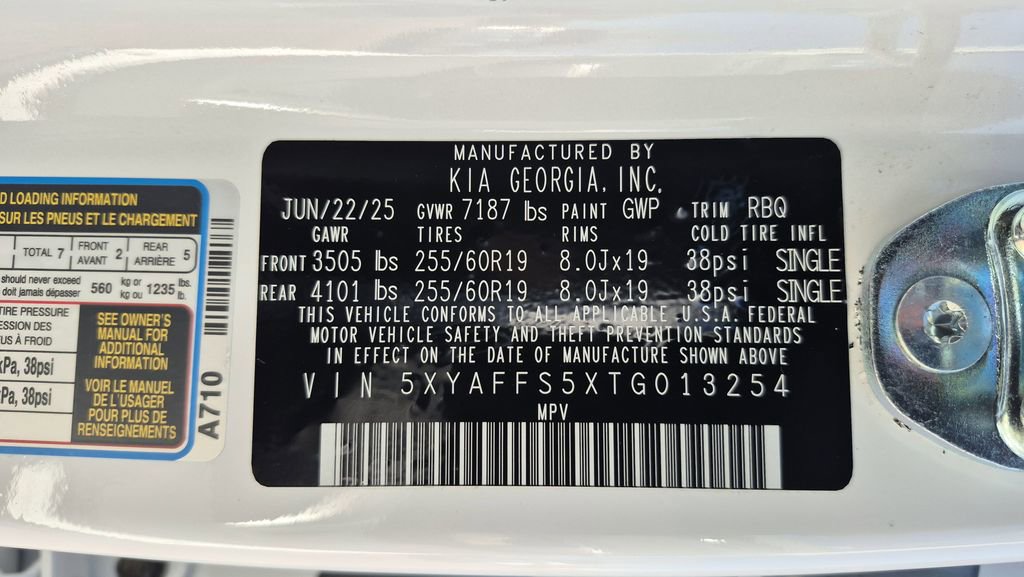 D LOADING INFORMATION
SUR LES PNEUS ET LE CHARGEMENT
TOTAL 7 FRONT AVANT 2 REAR ARRIÈRE 5
should never exceed
doit jamais dépasser 560 kg or kg ou 1235 lbs. lb.
TIRE PRESSURE
ESSION DES
US À FROID
kPa, 38psi
kPa, 38psi
SEE OWNER'S
MANUAL FOR
ADDITIONAL
INFORMATION
VOIR LE MANUEL
DE L'USAGER
POUR PLUS DE
RENSEIGNEMENTS
A710
MANUFACTURED BY
KIA GEORGIA, INC.
JUN/22/25 GVWR 7187 lbs PAINT GWP TRIM RBQ
GAWR TIRES RIMS COLD TIRE INFL
FRONT 3505 lbs 255/60R19 8.0Jx19 38psi SINGLE
REAR 4101 lbs 255/60R19 8.0Jx19 38psi SINGLE
THIS VEHICLE CONFORMS TO ALL APPLICABLE U.S.A. FEDERAL
MOTOR VEHICLE SAFETY AND THEFT PREVENTION STANDARDS
IN EFFECT ON THE DATE OF MANUFACTURE SHOWN ABOVE
VIN 5XYAFFS5XTG013254
MPV